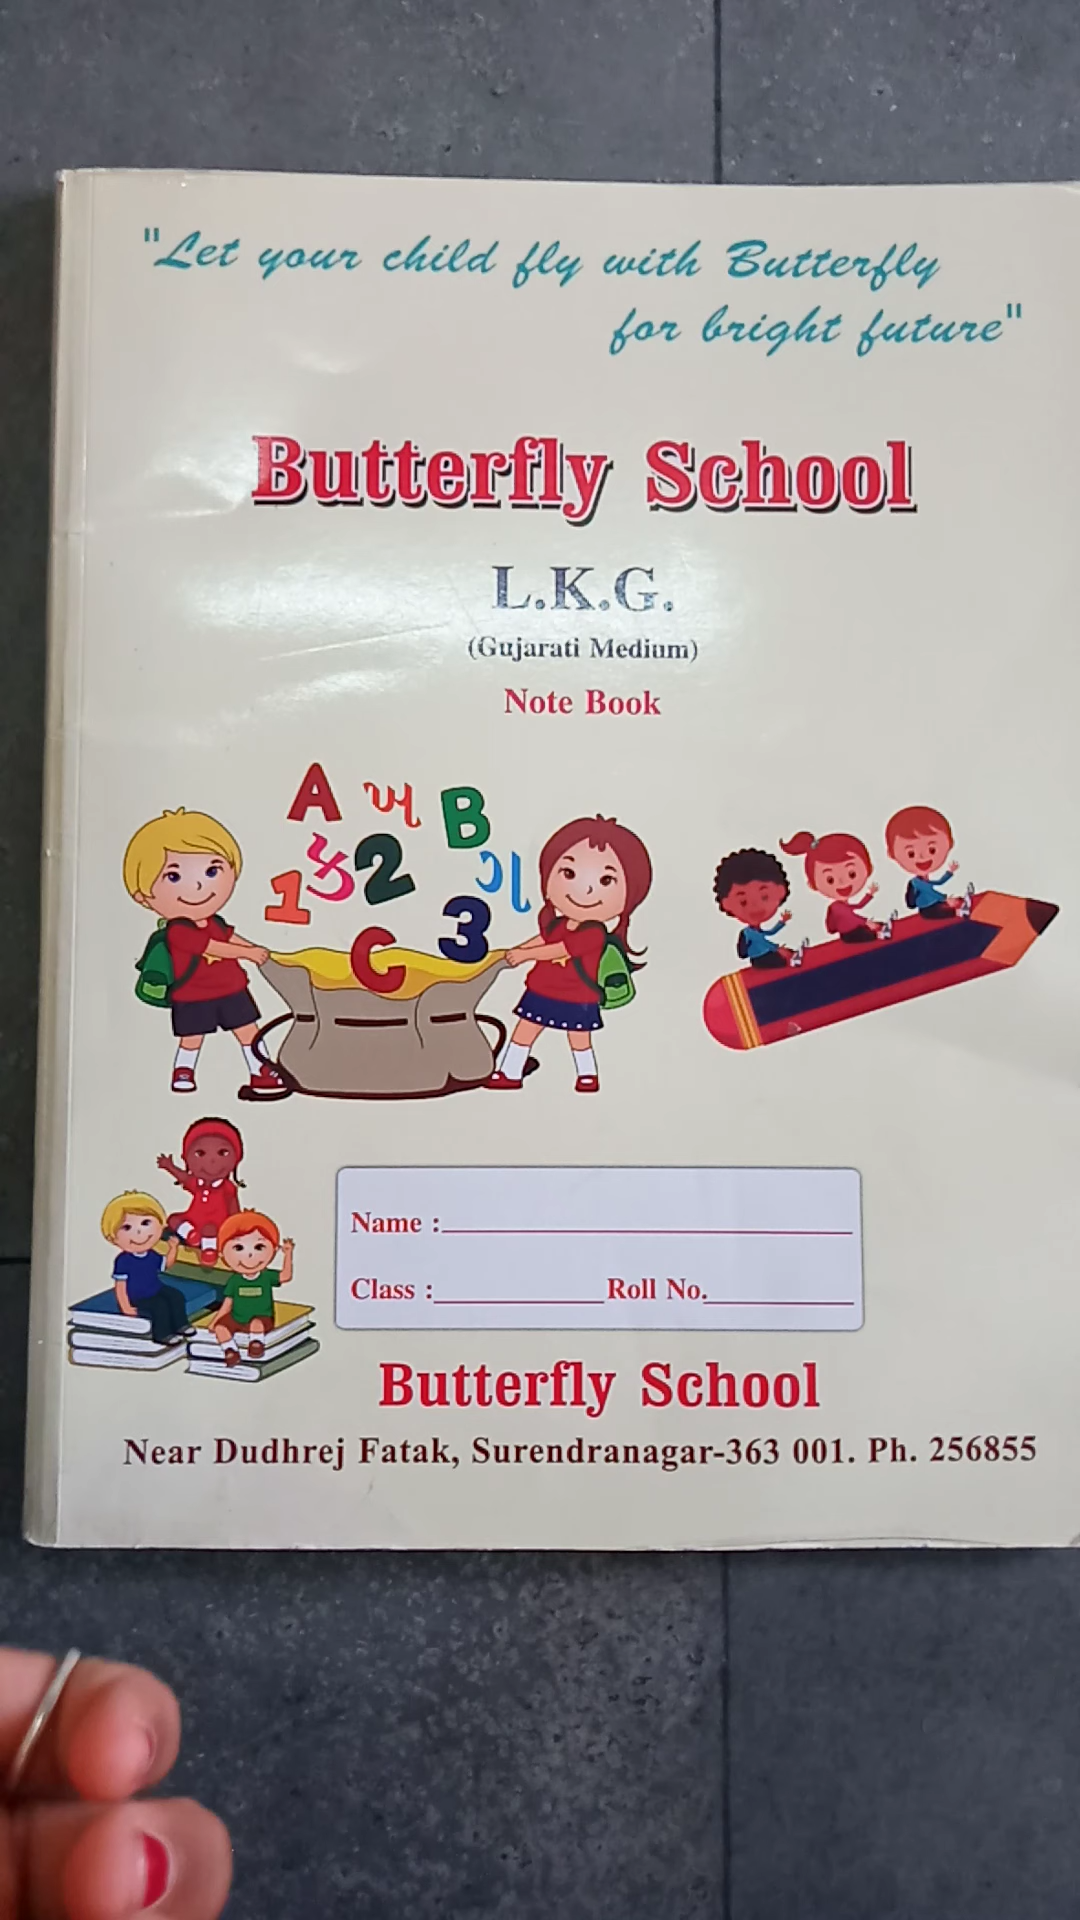 "Let your child fly with Butterfly
for bright future"
Butterfly School
L.K.G.
(Gujarati Medium)
Note Book
A ખ B
1 ક 2 ગ
C 3
Name :
Class : Roll No.
Butterfly School
Near Dudhrej Fatak, Surendranagar-363 001. Ph. 256855